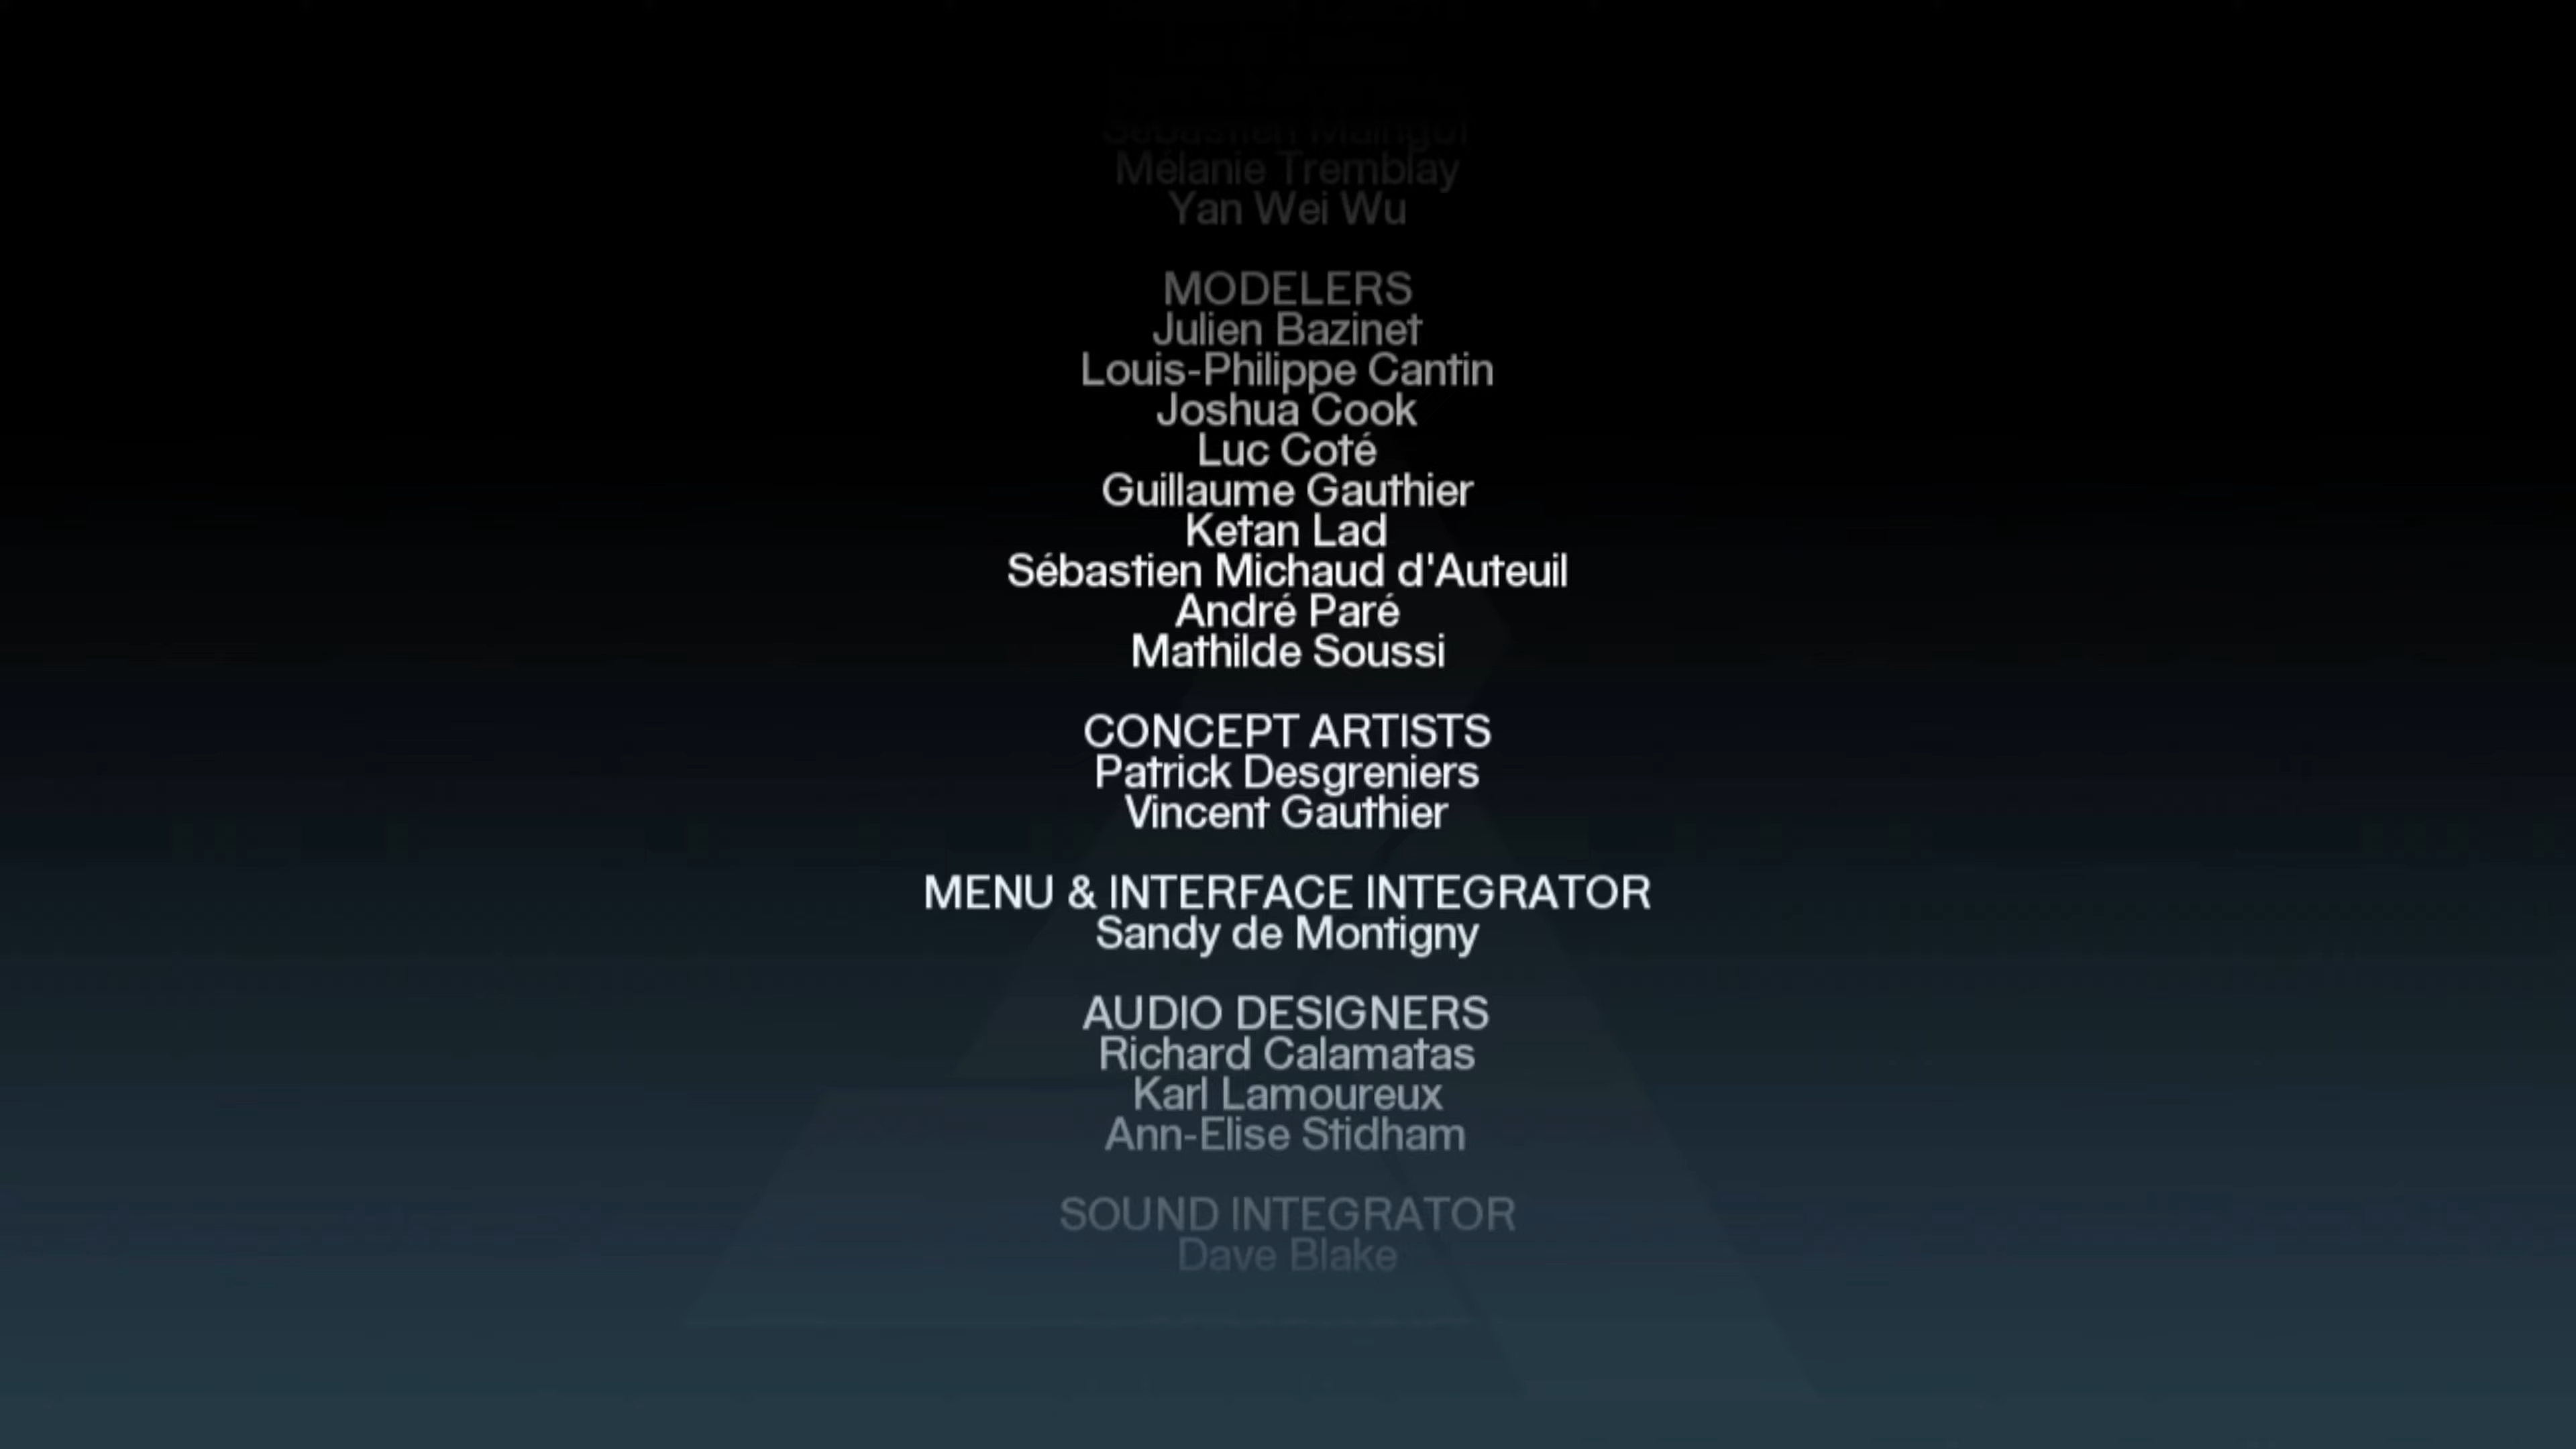 Sébastien Maingot
Mélanie Tremblay
Yan Wei Wu
MODELERS
Julien Bazinet
Louis-Philippe Cantin
Joshua Cook
Luc Coté
Guillaume Gauthier
Ketan Lad
Sébastien Michaud d'Auteuil
André Paré
Mathilde Soussi
CONCEPT ARTISTS
Patrick Desgreniers
Vincent Gauthier
MENU & INTERFACE INTEGRATOR
Sandy de Montigny
AUDIO DESIGNERS
Richard Calamatas
Karl Lamoureux
Ann-Elise Stidham
SOUND INTEGRATOR
Dave Blake